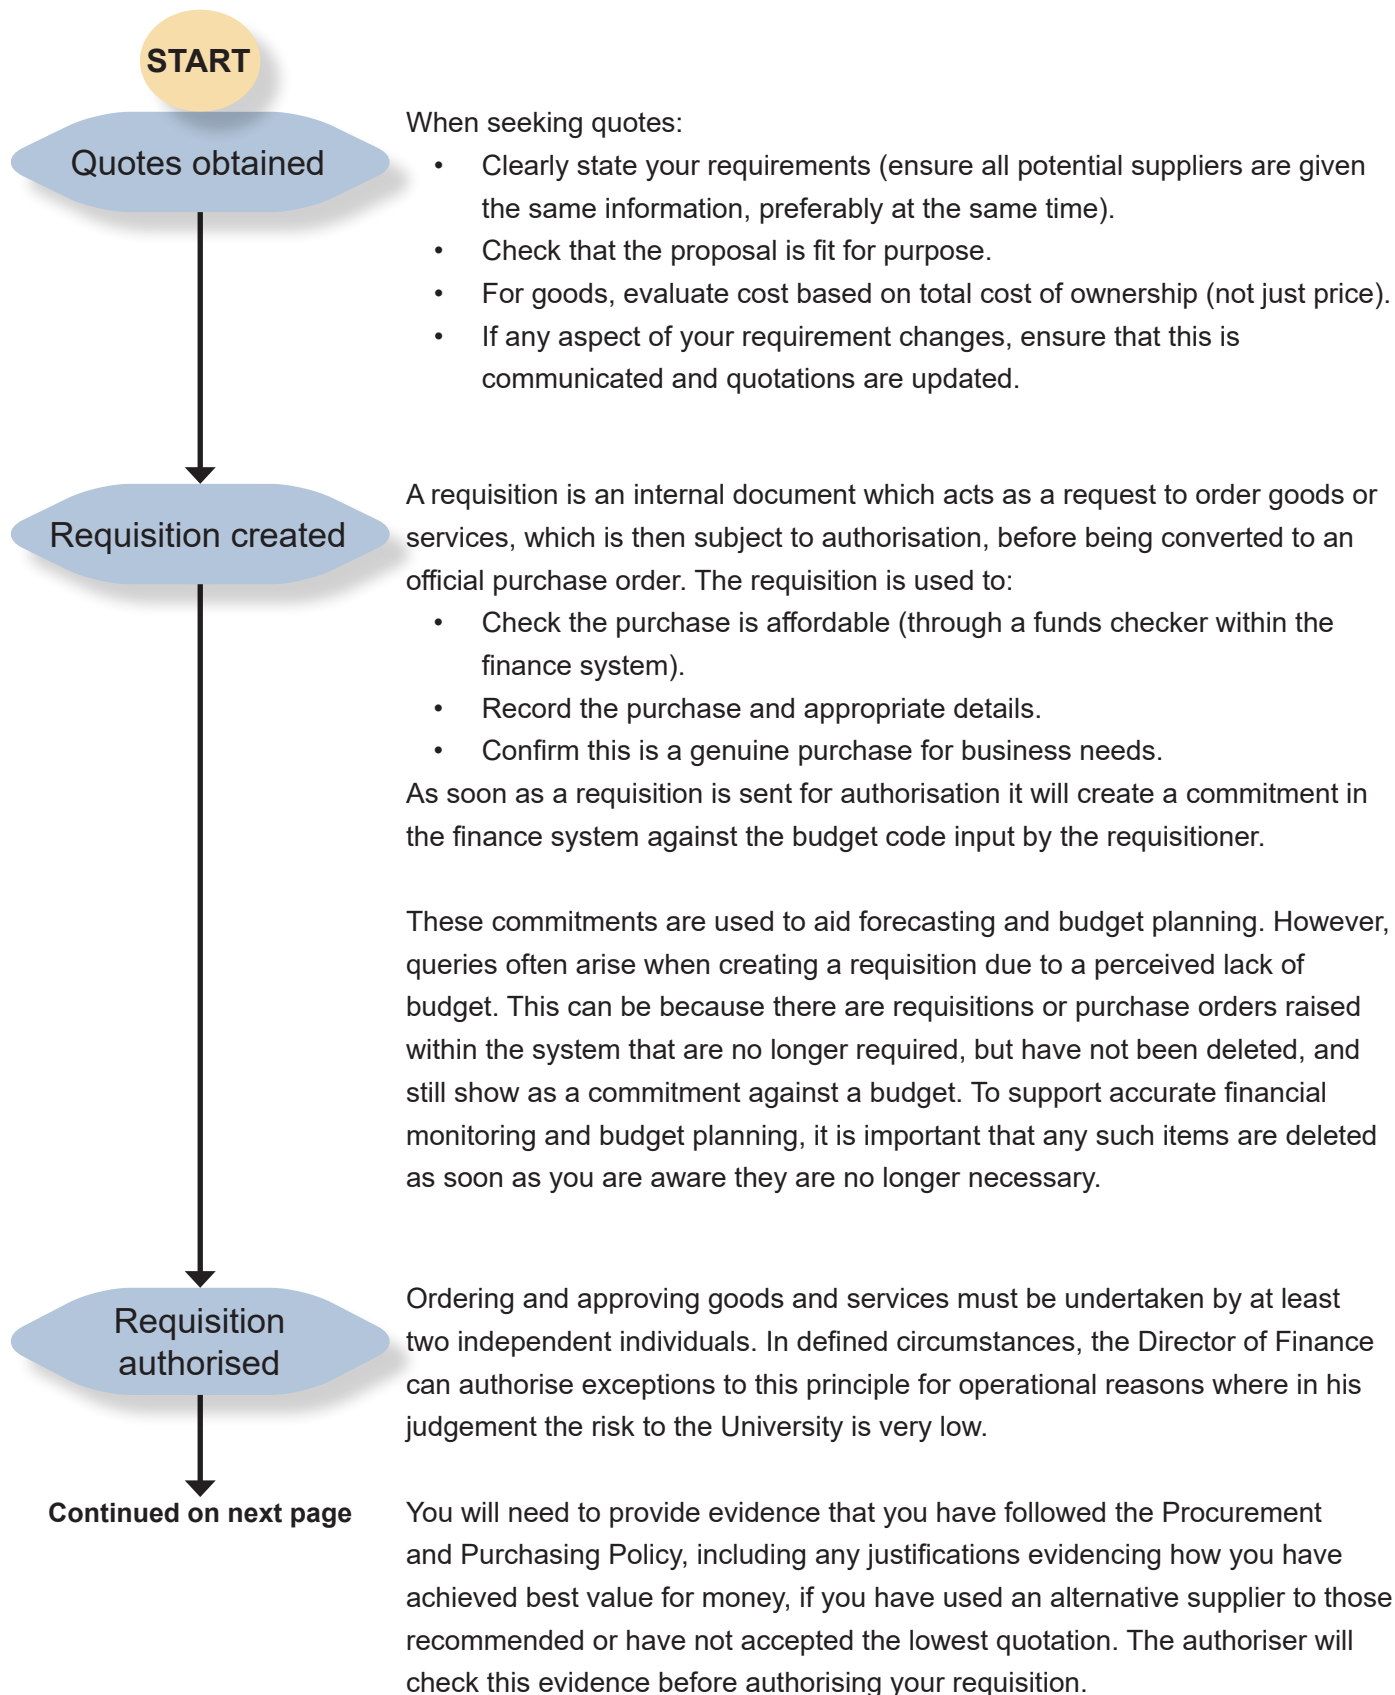 START
Quotes obtained
When seeking quotes:
• Clearly state your requirements (ensure all potential suppliers are given
the same information, preferably at the same time).
• Check that the proposal is fit for purpose.
• For goods, evaluate cost based on total cost of ownership (not just price).
• If any aspect of your requirement changes, ensure that this is
communicated and quotations are updated.
Requisition created
A requisition is an internal document which acts as a request to order goods or
services, which is then subject to authorisation, before being converted to an
official purchase order. The requisition is used to:
• Check the purchase is affordable (through a funds checker within the
finance system).
• Record the purchase and appropriate details.
• Confirm this is a genuine purchase for business needs.
As soon as a requisition is sent for authorisation it will create a commitment in
the finance system against the budget code input by the requisitioner.
These commitments are used to aid forecasting and budget planning. However,
queries often arise when creating a requisition due to a perceived lack of
budget. This can be because there are requisitions or purchase orders raised
within the system that are no longer required, but have not been deleted, and
still show as a commitment against a budget. To support accurate financial
monitoring and budget planning, it is important that any such items are deleted
as soon as you are aware they are no longer necessary.
Requisition
authorised
Ordering and approving goods and services must be undertaken by at least
two independent individuals. In defined circumstances, the Director of Finance
can authorise exceptions to this principle for operational reasons where in his
judgement the risk to the University is very low.
Continued on next page
You will need to provide evidence that you have followed the Procurement
and Purchasing Policy, including any justifications evidencing how you have
achieved best value for money, if you have used an alternative supplier to those
recommended or have not accepted the lowest quotation. The authoriser will
check this evidence before authorising your requisition.